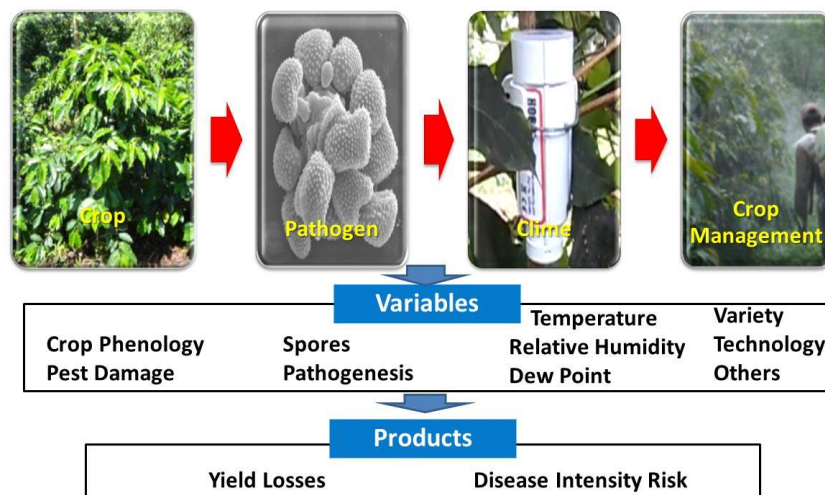 Crop
Pathogen
Clime
Crop
Management
HOBO
Variables
Crop Phenology
Pest Damage
Spores
Pathogenesis
Temperature
Relative Humidity
Dew Point
Variety
Technology
Others
Products
Yield Losses
Disease Intensity Risk